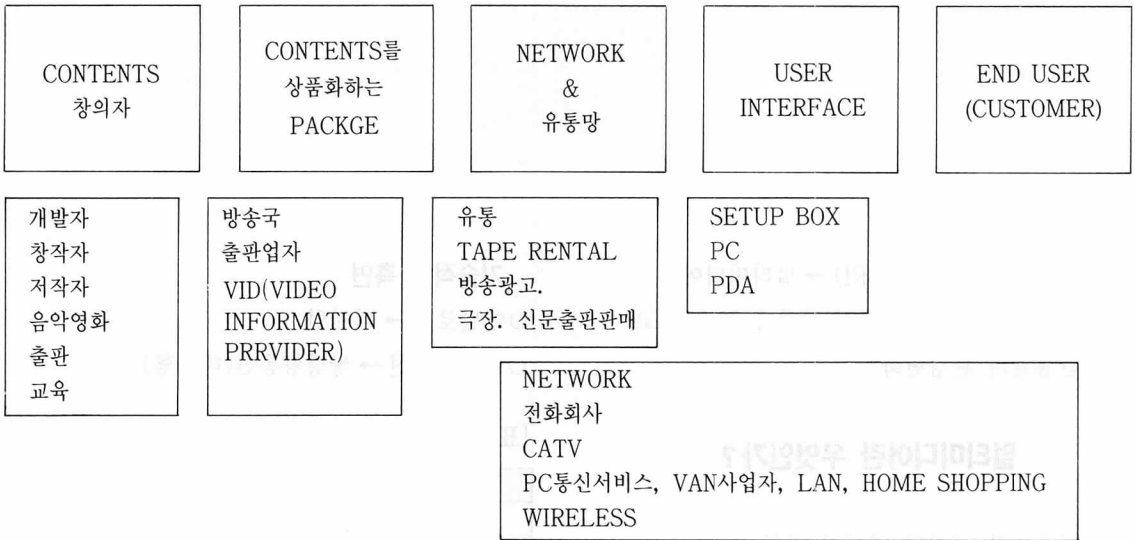 CONTENTS
창의자
CONTENTS를
상품화하는
PACKGE
NETWORK
&
유통망
USER
INTERFACE
END USER
(CUSTOMER)
개발자
창작자
저작자
음악영화
출판
교육
방송국
출판업자
VID(VIDEO
INFORMATION
PRRVIDER)
유통
TAPE RENTAL
방송광고.
극장. 신문출판판매
SETUP BOX
PC
PDA
NETWORK
전화회사
CATV
PC통신서비스, VAN사업자, LAN, HOME SHOPPING
WIRELESS